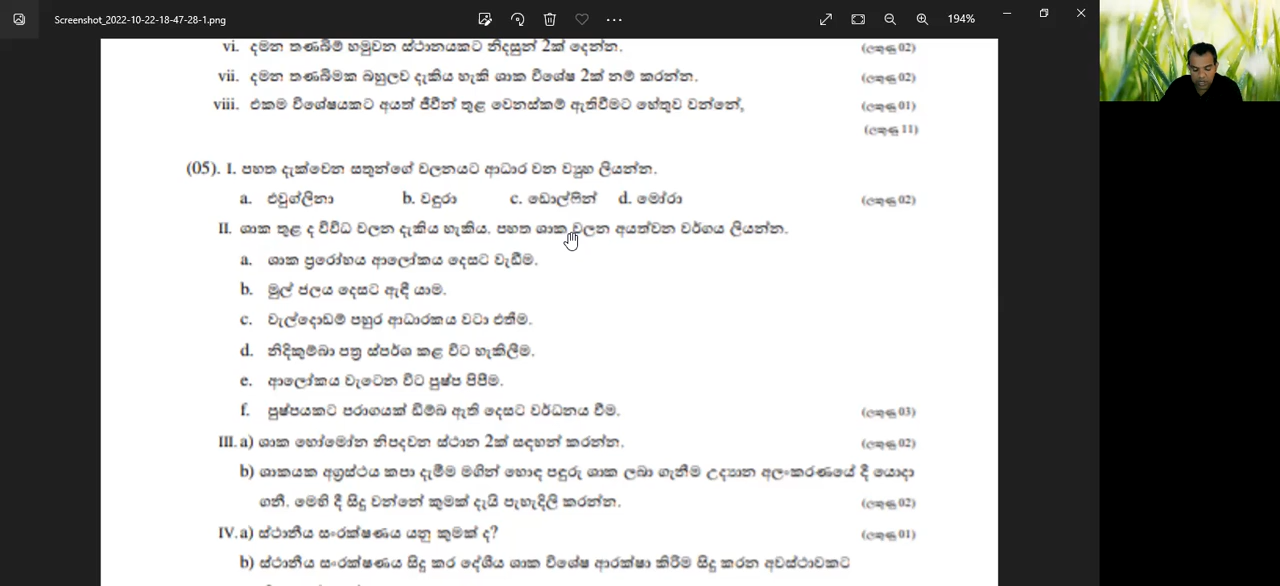 Screenshot_2022-10-22-18-47-28-1.png
194%
vi. දමන තණබිම් හමුවන ස්ථානයකට නිදසුන් 2ක් දෙන්න. (ලකුණු 02)
vii. දමන තණබිමක බහුලව දැකිය හැකි ශාක විශේෂ 2ක් නම් කරන්න. (ලකුණු 02)
viii. එකම විශේෂයකට අයත් ජීවීන් තුළ වෙනස්කම් ඇතිවීමට හේතුව වන්නේ, (ලකුණු 01)
(ලකුණු 11)
(05). I. පහත දැක්වෙන සතුන්ගේ චලනයට ආධාර වන ව්‍යුහ ලියන්න.
a. එවුග්ලිනා b. වඳුරා c. ඩොල්ෆින් d. මෝරා (ලකුණු 02)
II. ශාක තුළ ද විවිධ චලන දැකිය හැකිය. පහත ශාක චලන අයත්වන වර්ගය ලියන්න.
a. ශාක ප්‍රරෝහය ආලෝකය දෙසට වැඩීම.
b. මුල් ජලය දෙසට ඇදී යාම.
c. වැල්දොඩම් පහුර ආධාරකය වටා එතීම.
d. නිදිකුම්බා පත්‍ර ස්පර්ශ කළ විට හැකිලීම.
e. ආලෝකය වැටෙන විට පුෂ්ප පිපීම.
f. පුෂ්පයකට පරාගයක් ඩිම්බ ඇති දෙසට වර්ධනය වීම. (ලකුණු 03)
III. a) ශාක හෝමෝන නිපදවන ස්ථාන 2ක් සඳහන් කරන්න. (ලකුණු 02)
b) ශාකයක අග්‍රස්ථය කපා දැමීම මගින් හොඳ පඳුරු ශාක ලබා ගැනීම උද්‍යාන අලංකරණයේ දී යොදා
ගනී. මෙහි දී සිදු වන්නේ කුමක් දැයි පැහැදිලි කරන්න. (ලකුණු 02)
IV. a) ස්ථානීය සංරක්ෂණය යනු කුමක් ද? (ලකුණු 01)
b) ස්ථානීය සංරක්ෂණය සිදු කර දේශීය ශාක විශේෂ ආරක්ෂා කිරීම සිදු කරන අවස්ථාවකට